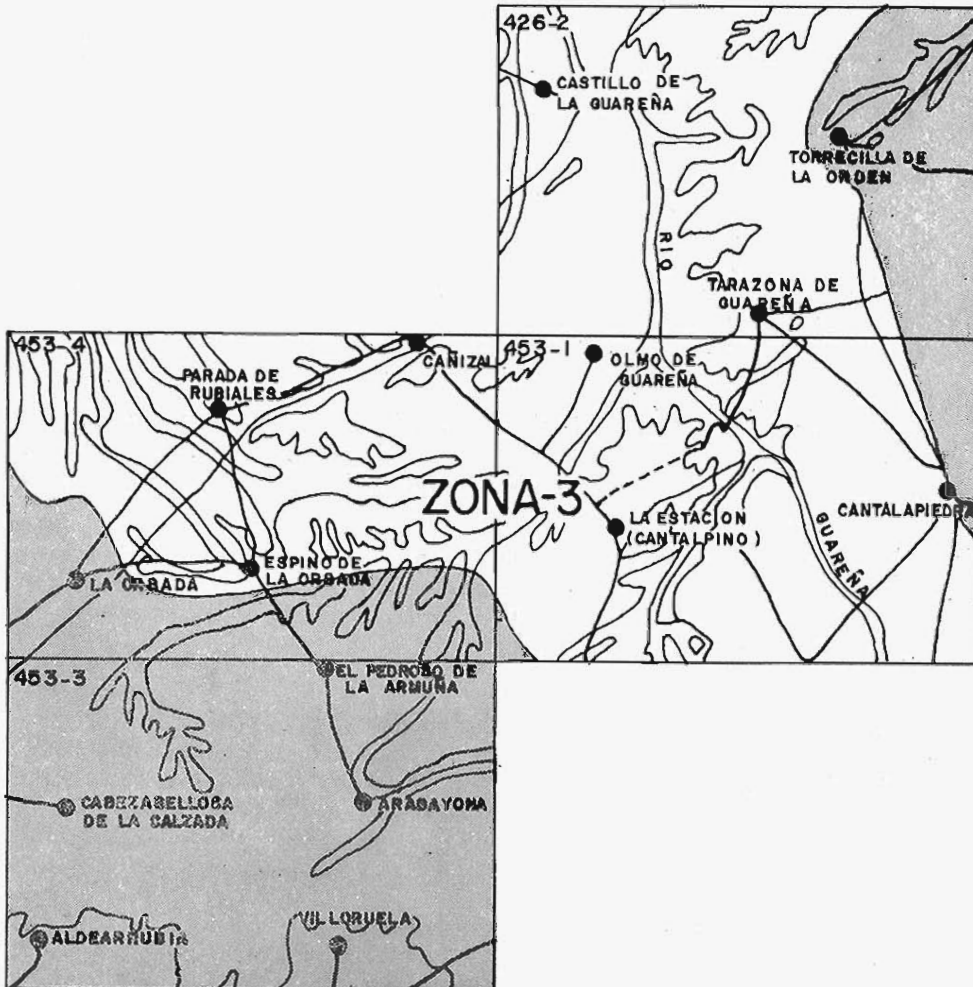 426-2
CASTILLO DE
LA GUAREÑA
TORRECILLA DE
LA ORDEN
RIO
TARAZONA DE
GUAREÑA
453-4
CAÑIZAL
453-1
OLMO DE
GUAREÑA
PARADA DE
RUBIALES
ZONA-3
CANTALAPIEDRA
LA ESTACION
(CANTALPINO)
GUAREÑA
ESPINO DE
LA ORBADA
LA ORBADA
453-3
EL PEDROSO DE
LA ARMUÑA
CABEZABELLOSA
DE LA CALZADA
ARABAYONA
VILLORUELA
ALDEARRUBIA